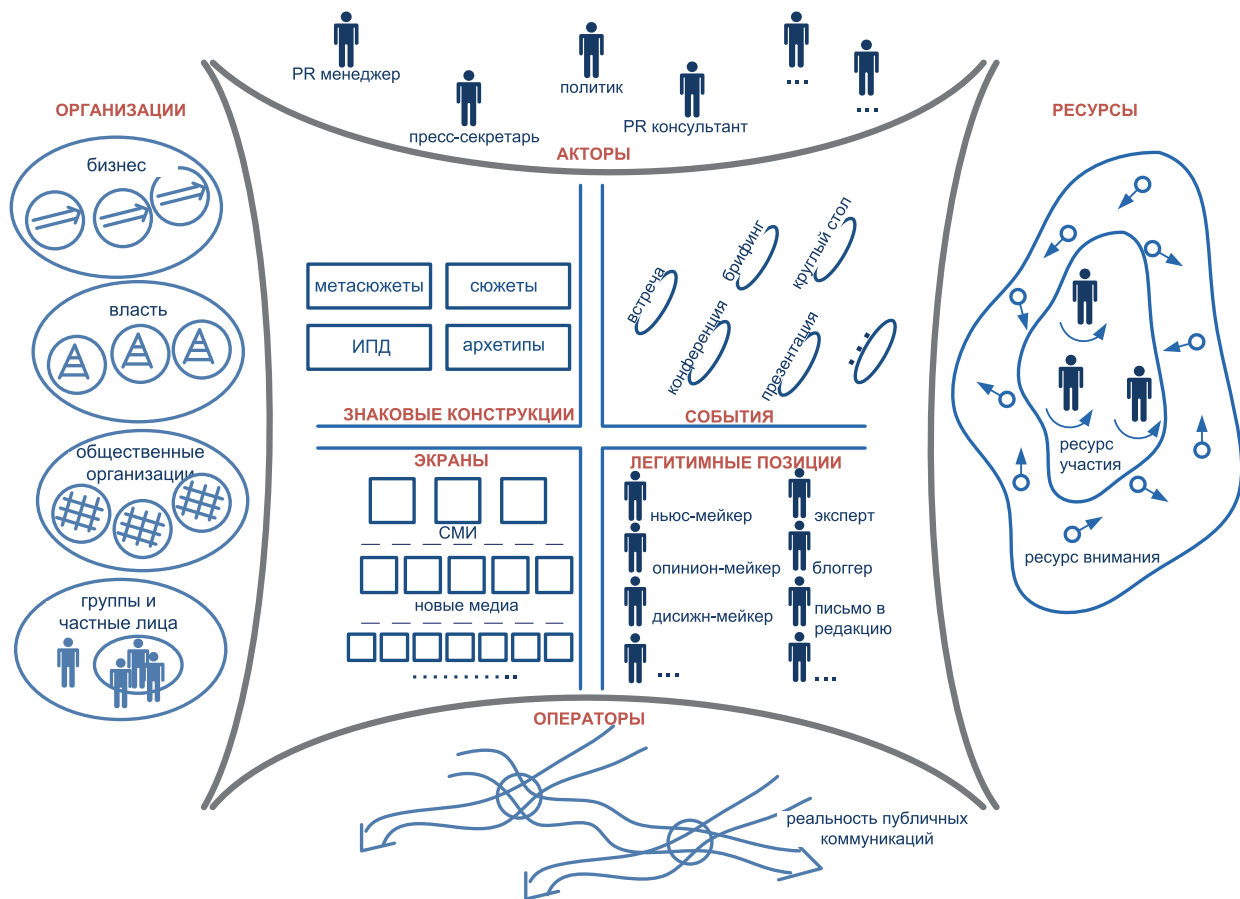 PR менеджер
пресс-секретарь
политик
PR консультант
...
...
АКТОРЫ
ОРГАНИЗАЦИИ
бизнес
власть
общественные
организации
группы и
частные лица
метасюжеты
сюжеты
ИПД
архетипы
ЗНАКОВЫЕ КОНСТРУКЦИИ
встреча
брифинг
круглый стол
конференция
презентация
...
СОБЫТИЯ
ЭКРАНЫ
СМИ
новые медиа
ЛЕГИТИМНЫЕ ПОЗИЦИИ
ньюс-мейкер
эксперт
опинион-мейкер
блоггер
дисижн-мейкер
письмо в
редакцию
...
...
РЕСУРСЫ
ресурс
участия
ресурс внимания
ОПЕРАТОРЫ
реальность публичных
коммуникаций